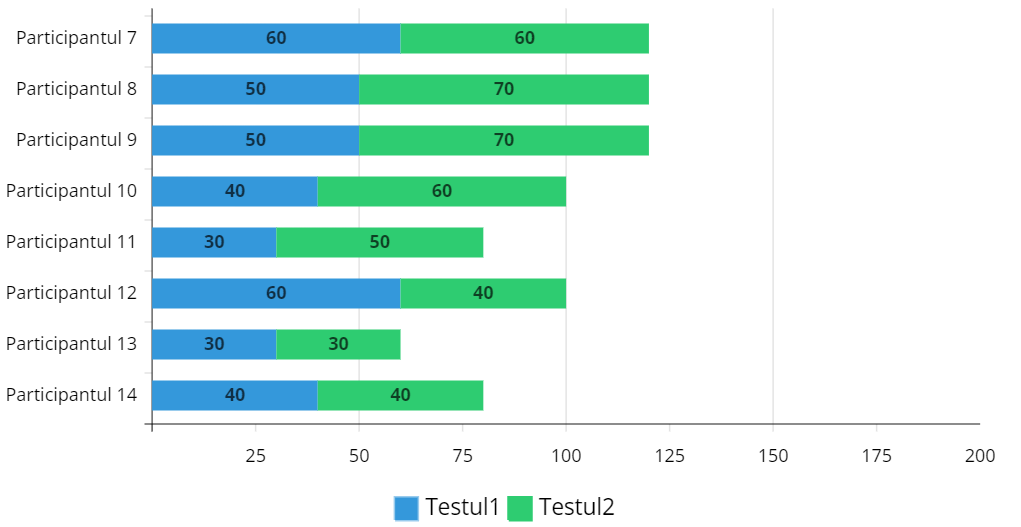 Participantul 7 60 60
Participantul 8 50 70
Participantul 9 50 70
Participantul 10 40 60
Participantul 11 30 50
Participantul 12 60 40
Participantul 13 30 30
Participantul 14 40 40
25 50 75 100 125 150 175 200
Testul1 Testul2